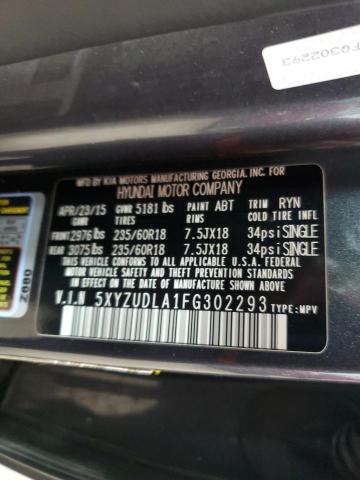 FG302293
MFD BY KIA MOTORS MANUFACTURING GEORGIA, INC. FOR
HYUNDAI MOTOR COMPANY
APR/23/15 GVWR 5181 lbs PAINT ABT TRIM RYN
GAWR TIRES RIMS COLD TIRE INFL
FRONT 2976 lbs 235/60R18 7.5JX18 34psi SINGLE
REAR 3075 lbs 235/60R18 7.5JX18 34psi SINGLE
THIS VEHICLE CONFORMS TO ALL APPLICABLE U.S.A. FEDERAL
MOTOR VEHICLE SAFETY AND THEFT PREVENTION STANDARDS IN
EFFECT ON THE DATE OF MANUFACTURE SHOWN ABOVE.
V.I.N 5XYZUDLA1FG302293 TYPE:MPV